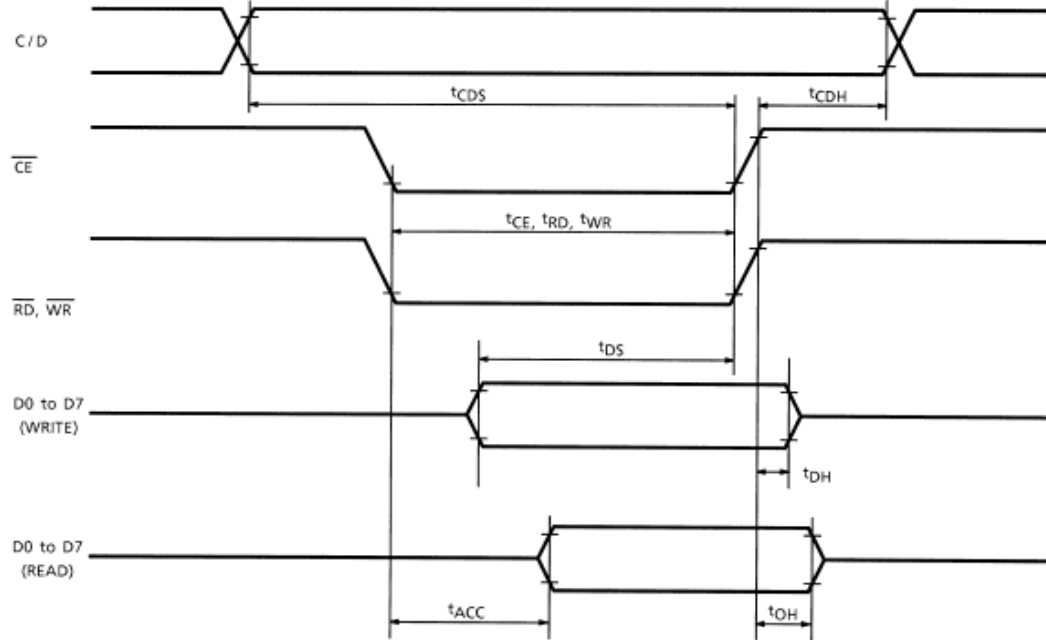 C/D
tCDS
tCDH
CE
tCE, tRD, tWR
RD, WR
tDS
D0 to D7
(WRITE)
tDH
D0 to D7
(READ)
tACC
tOH